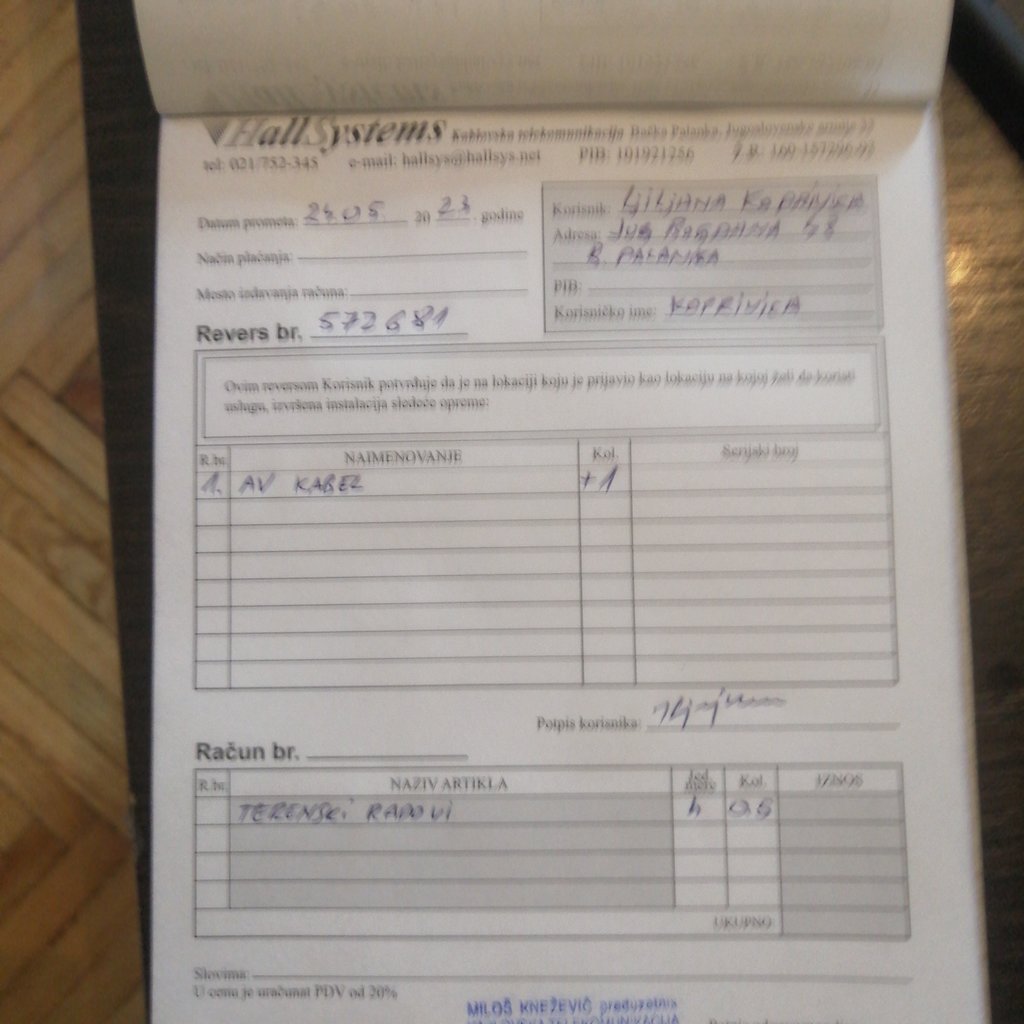 HallSystems Kablovska telekomunikacija Bačka Palanka, Jugoslovenske armije 22
tel: 021/752-345 e-mail: hallsys@hallsys.net PIB: 101921256
Datum prometa: 24.05. 20 23. godine
Način plaćanja:
Mesto izdavanja računa:
Revers br. 572681
Korisnik: LJILJANA KOPRIVICA
Adresa: JUG BOGDANA 48
B. PALANKA
PIB:
Korisničko ime: KOPRIVICA
Ovim reversom Korisnik potvrđuje da je na lokaciji koju je prijavio kao lokaciju na kojoj želi da koristi
uslugu, izvršena instalacija sledeće opreme:
R.br. NAIMENOVANJE Kol. Serijski broj
1. AV KABEL +1
Potpis korisnika:
Račun br.
R.br. NAZIV ARTIKLA Jed. mere Kol. IZNOS
TERENSKI RADOVI h 0,5
UKUPNO
Slovima:
U cenu je uračunat PDV od 20%
MILOŠ KNEŽEVIĆ preduzetnik